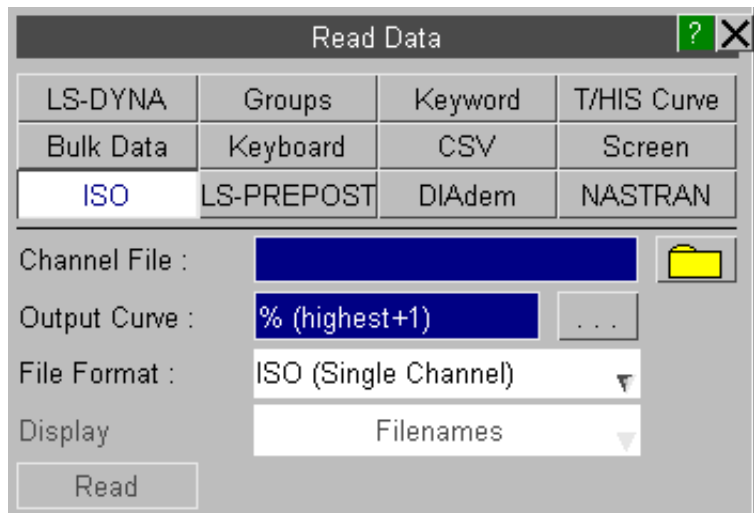 Read Data ?
LS-DYNA Groups Keyword T/HIS Curve
Bulk Data Keyboard CSV Screen
ISO LS-PREPOST DIAdem NASTRAN
Channel File :
Output Curve : % (highest+1) ...
File Format : ISO (Single Channel)
Display Filenames
Read